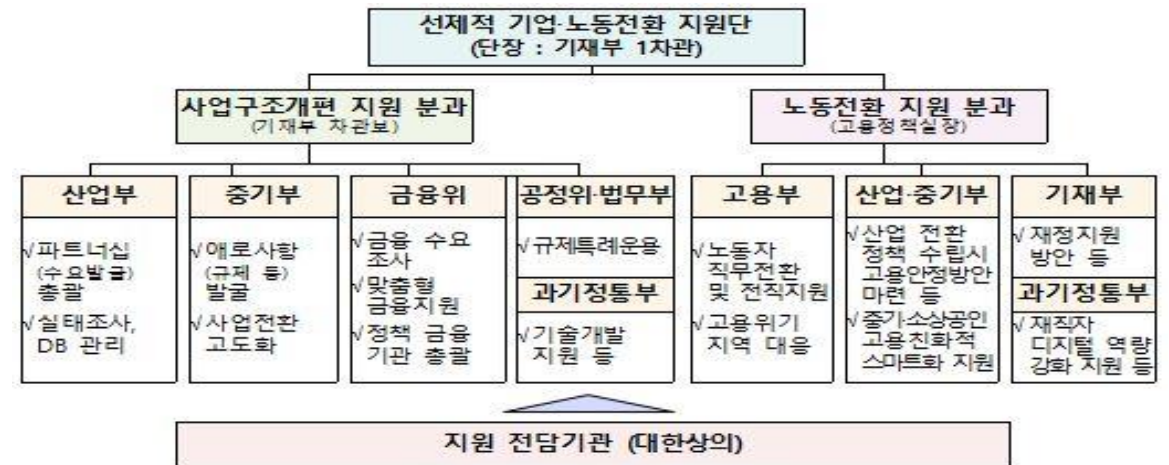 선제적 기업·노동전환 지원단
(단장 : 기재부 1차관)
사업구조개편 지원 분과
(기재부 차관보)
노동전환 지원 분과
(고용정책실장)
산업부
√파트너십
(수요발굴)
총괄
√실태조사,
DB 관리
중기부
√애로사항
(규제 등)
발굴
√사업전환
고도화
금융위
√금융 수요
조사
√맞춤형
금융지원
√정책 금융
기관 총괄
공정위·법무부
√규제특례운용
과기정통부
√기술개발
지원 등
고용부
√노동자
직무전환
및 전직지원
√고용위기
지역 대응
산업·중기부
√산업 전환
정책 수립시
고용안정방안
마련 등
√중기·소상공인
고용친화적
스마트화 지원
기재부
√재정지원
방안 등
과기정통부
√재직자
디지털 역량
강화 지원 등
지원 전담기관 (대한상의)